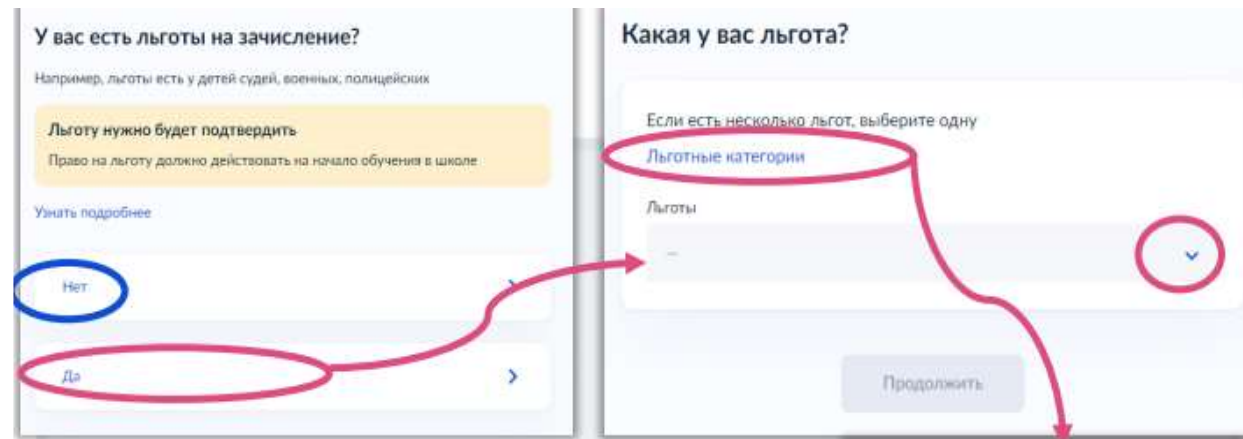 У вас есть льготы на зачисление?
Например, льготы есть у детей судей, военных, полицейских
Льготу нужно будет подтвердить
Право на льготу должно действовать на начало обучения в школе
Узнать подробнее
Нет
Да
Какая у вас льгота?
Если есть несколько льгот, выберите одну
Льготные категории
Льготы
—
Продолжить